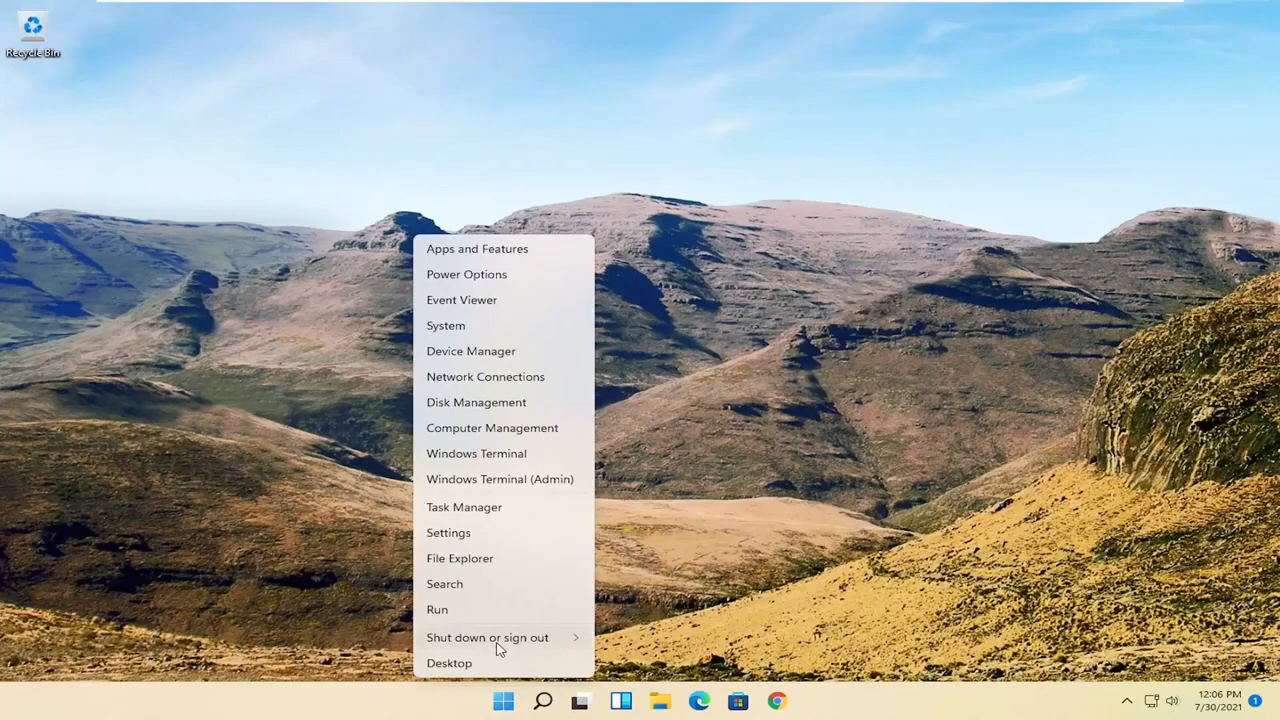 Recycle Bin
Apps and Features
Power Options
Event Viewer
System
Device Manager
Network Connections
Disk Management
Computer Management
Windows Terminal
Windows Terminal (Admin)
Task Manager
Settings
File Explorer
Search
Run
Shut down or sign out
Desktop
12:06 PM
7/30/2021
1